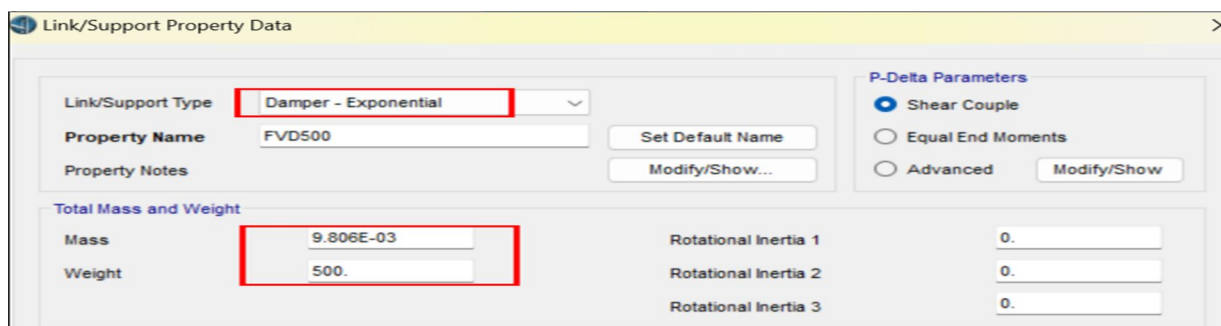 Link/Support Property Data
P-Delta Parameters
Link/Support Type Damper - Exponential Shear Couple
Property Name FVD500 Set Default Name Equal End Moments
Property Notes Modify/Show... Advanced Modify/Show
Total Mass and Weight
Mass 9.806E-03 Rotational Inertia 1 0.
Weight 500. Rotational Inertia 2 0.
Rotational Inertia 3 0.